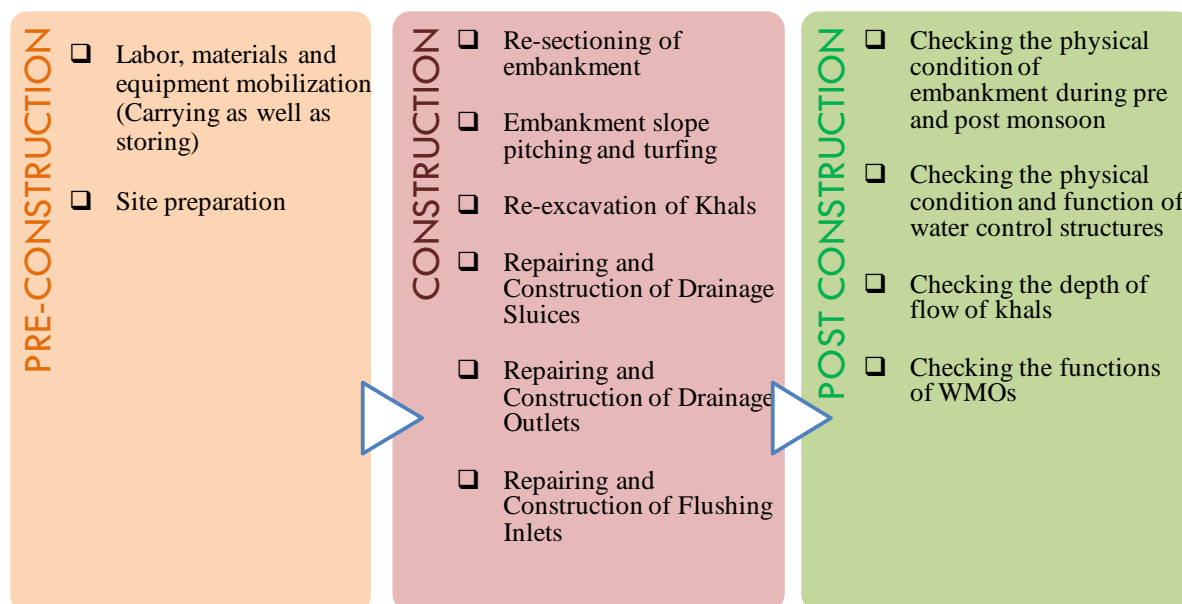 PRE-CONSTRUCTION
Labor, materials and
equipment mobilization
(Carrying as well as
storing)
Site preparation
CONSTRUCTION
Re-sectioning of
embankment
Embankment slope
pitching and turfing
Re-excavation of Khals
Repairing and
Construction of Drainage
Sluices
Repairing and
Construction of Drainage
Outlets
Repairing and
Construction of Flushing
Inlets
POST CONSTRUCTION
Checking the physical
condition of
embankment during pre
and post monsoon
Checking the physical
condition and function of
water control structures
Checking the depth of
flow of khals
Checking the functions
of WMOs